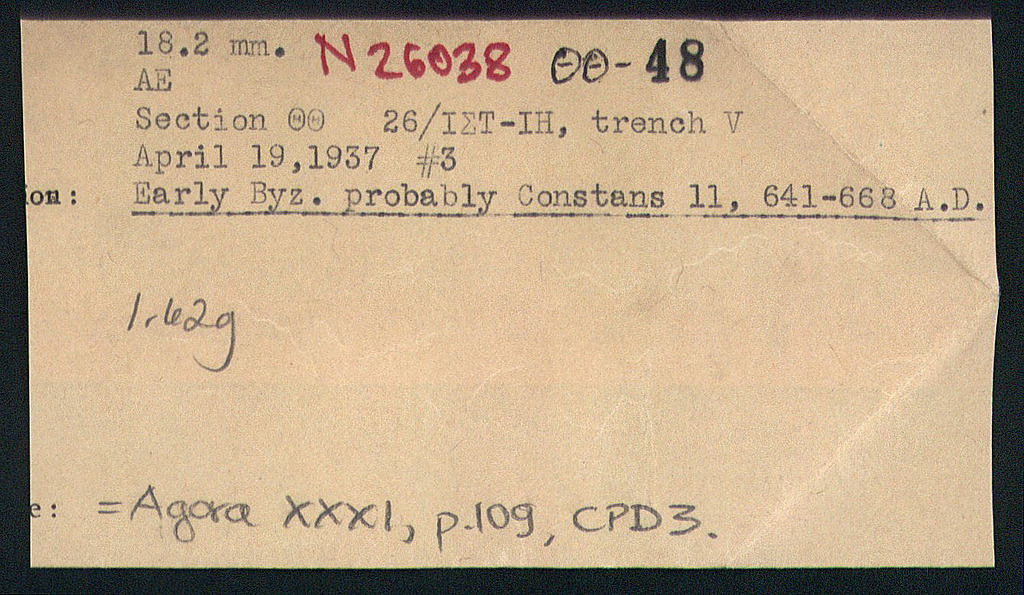 18.2 mm. N 26038 ΘΘ-48
AE
Section ΘΘ 26/ΙΣΤ-ΙΗ, trench V
April 19,1937 #3
ion: Early Byz. probably Constans 11, 641-668 A.D.
1.62g
e: = Agora XXXI, p.109, CPD3.